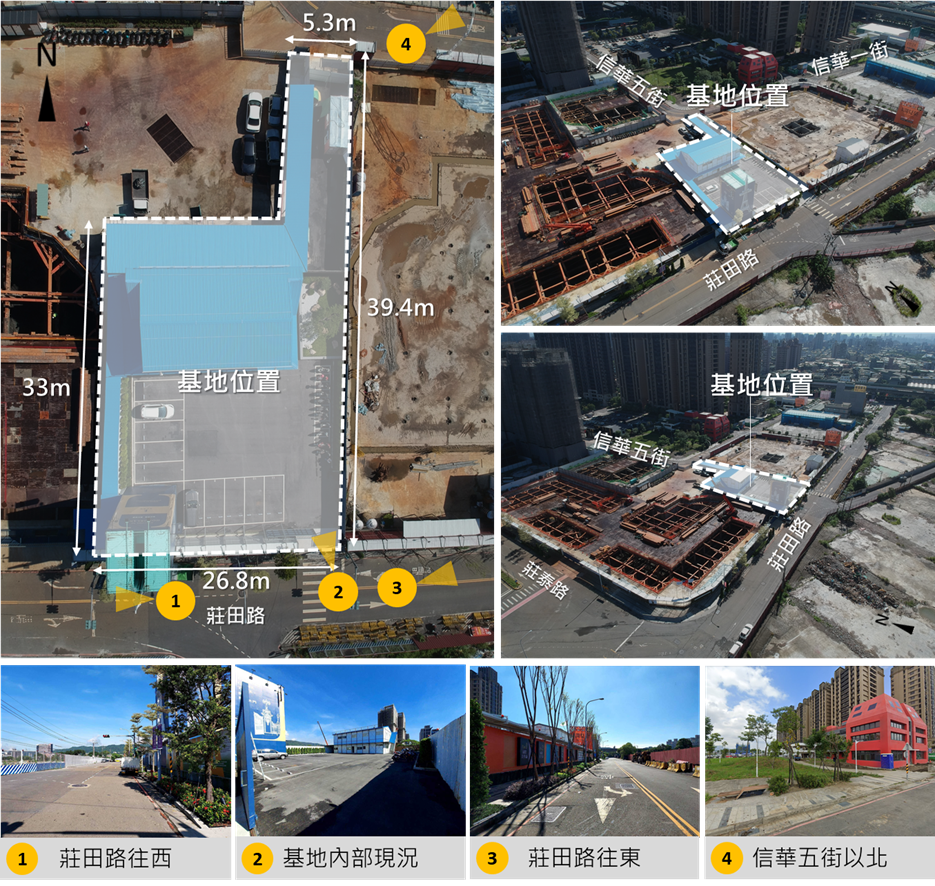 5.3m
4
N
39.4m
33m
基地位置
26.8m
1
2
3
莊田路
信華五街
信華一街
基地位置
莊田路
N
基地位置
信華五街
莊田路
莊泰路
N
1 莊田路往西
2 基地內部現況
3 莊田路往東
4 信華五街以北